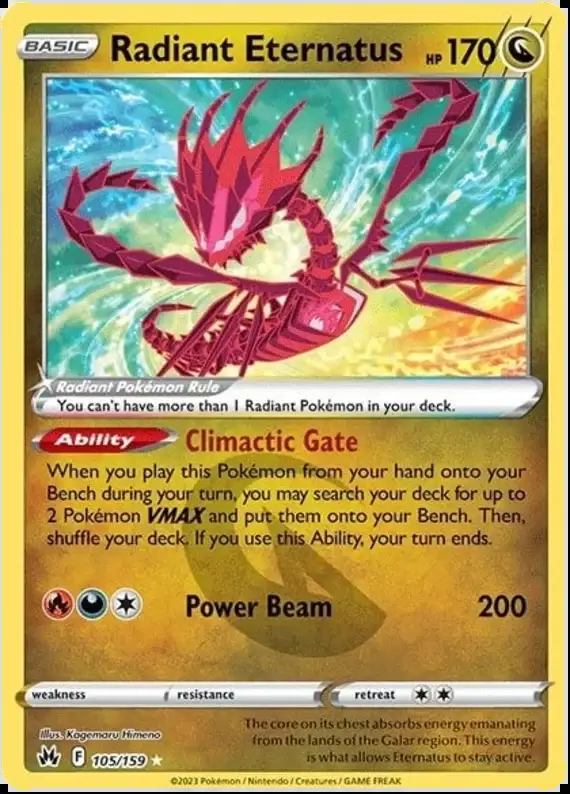 BASIC Radiant Eternatus HP 170
Radiant Pokémon Rule
You can't have more than 1 Radiant Pokémon in your deck.
Ability Climactic Gate
When you play this Pokémon from your hand onto your
Bench during your turn, you may search your deck for up to
2 Pokémon VMAX and put them onto your Bench. Then,
shuffle your deck. If you use this Ability, your turn ends.
Power Beam 200
weakness resistance retreat
Illus. Kagemaru Himeno
F 105/159
The core on its chest absorbs energy emanating
from the lands of the Galar region. This energy
is what allows Eternatus to stay active.
©2023 Pokémon / Nintendo / Creatures / GAME FREAK